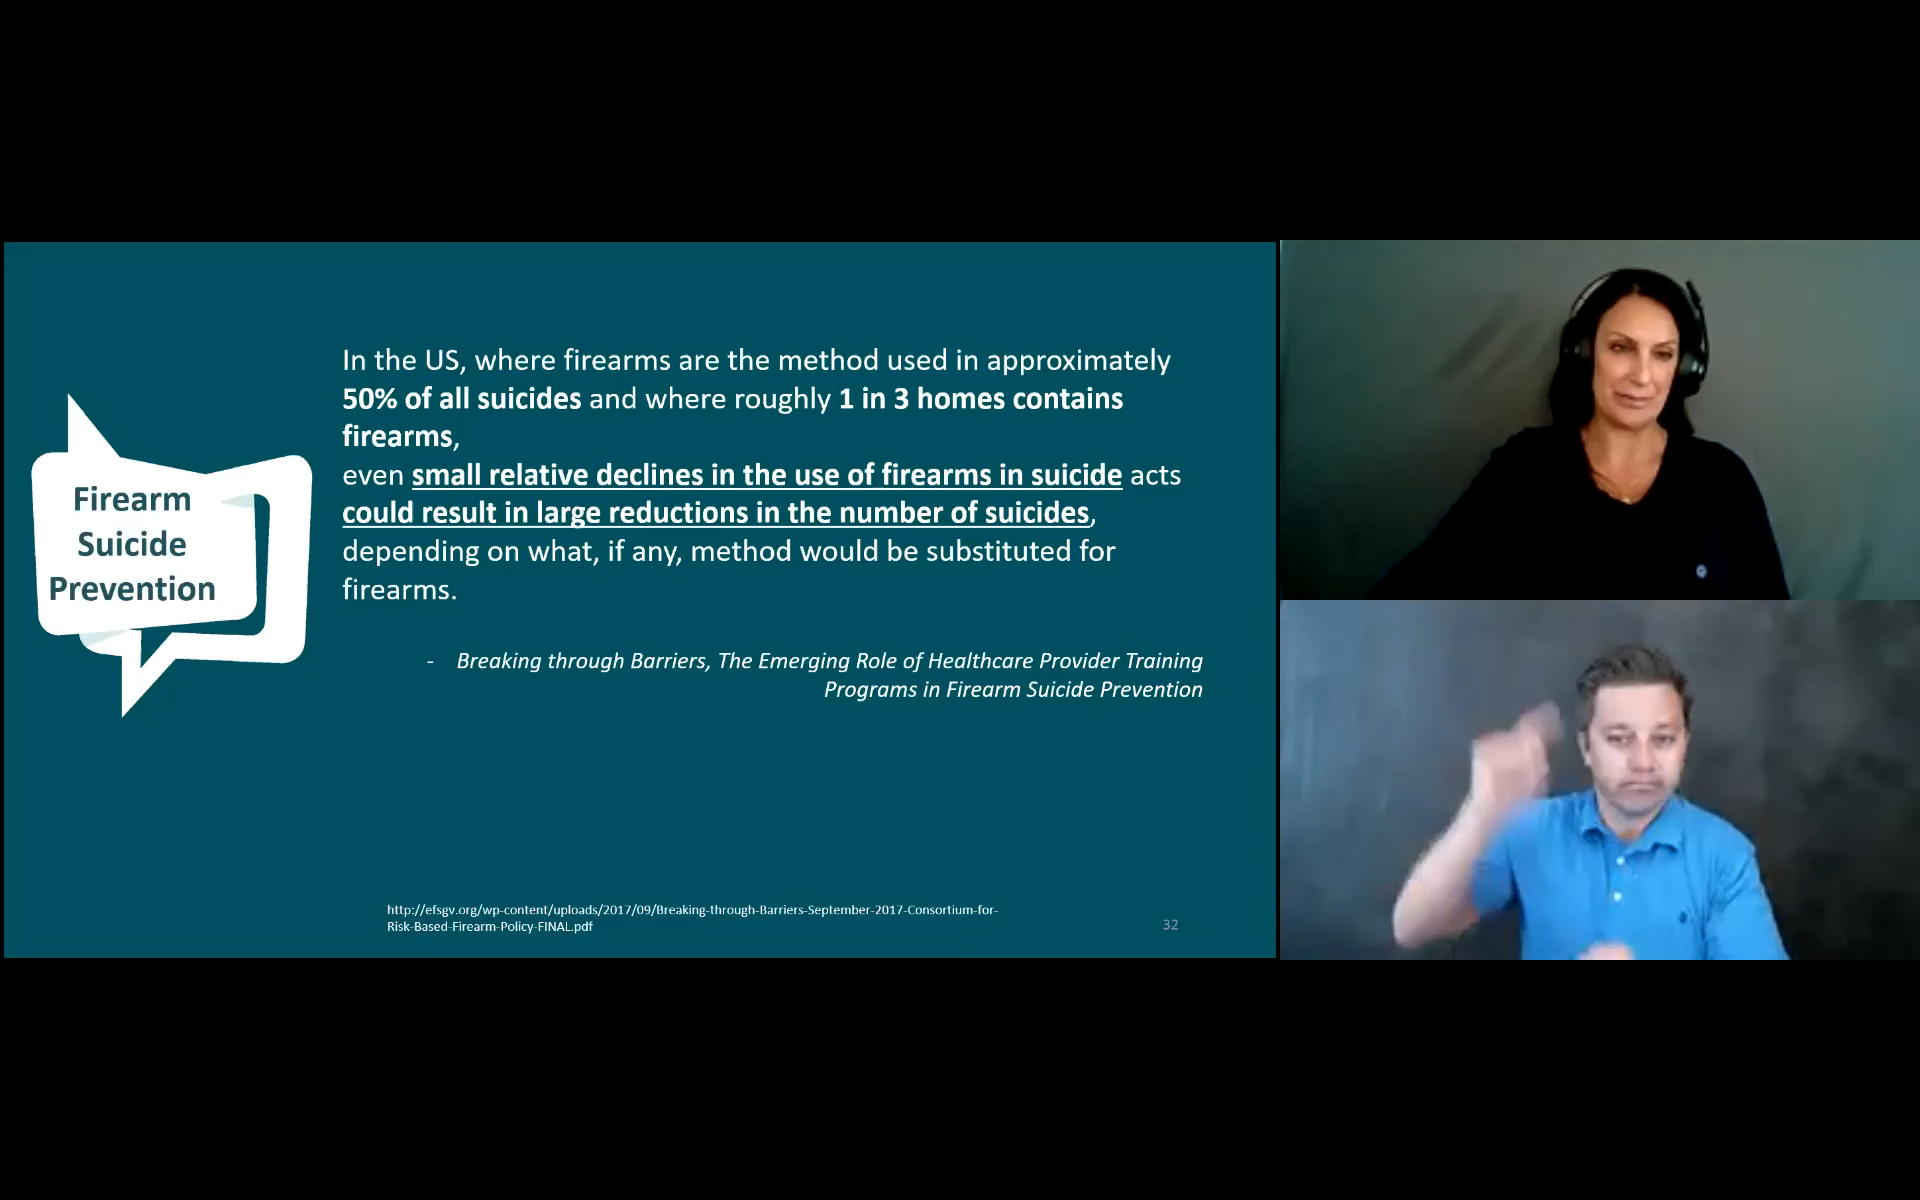 Firearm
Suicide
Prevention
In the US, where firearms are the method used in approximately
50% of all suicides and where roughly 1 in 3 homes contains
firearms,
even small relative declines in the use of firearms in suicide acts
could result in large reductions in the number of suicides,
depending on what, if any, method would be substituted for
firearms.
- Breaking through Barriers, The Emerging Role of Healthcare Provider Training
Programs in Firearm Suicide Prevention
http://efsgv.org/wp-content/uploads/2017/09/Breaking-through-Barriers-September-2017-Consortium-for-
Risk-Based-Firearm-Policy-FINAL.pdf
32